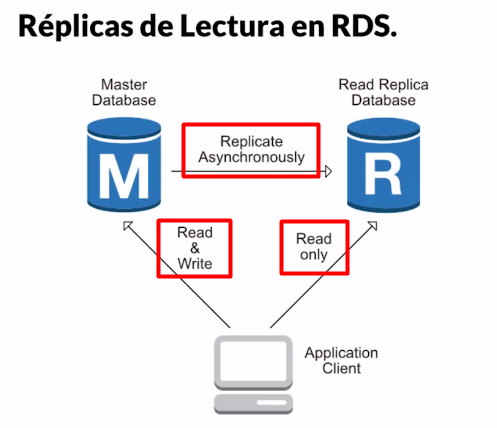 Réplicas de Lectura en RDS.
Master
Database
Read Replica
Database
Replicate
Asynchronously
M
R
Read
&
Write
Read
only
Application
Client